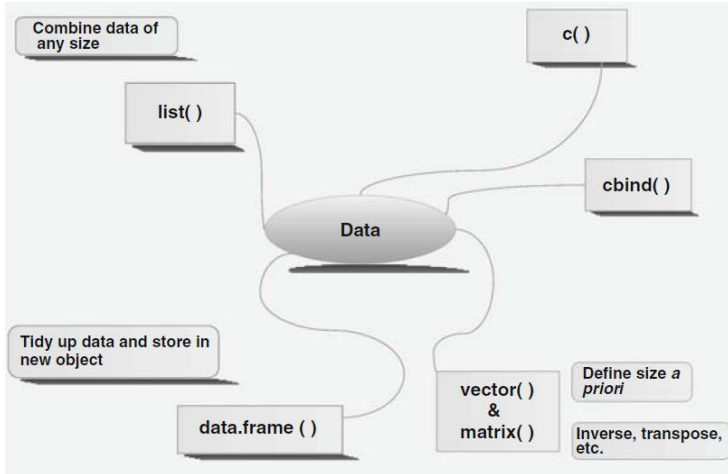 Combine data of
any size
c( )
list( )
cbind( )
Data
Tidy up data and store in
new object
data.frame ( )
vector( )
&
matrix( )
Define size a
priori
Inverse, transpose,
etc.